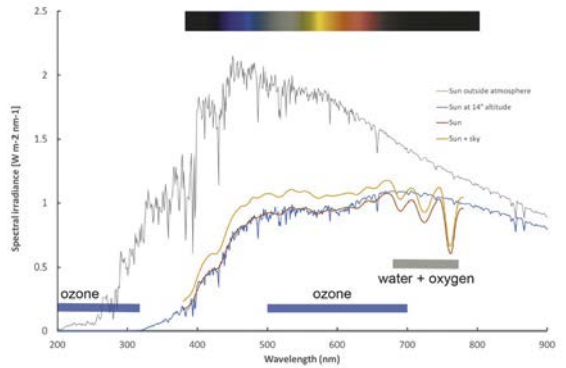 2.5
2
1.5
1
0.5
0
Spectral irradiance [W m-2 nm-1]
Sun outside atmosphere
Sun at 14° altitude
Sun
Sun + sky
ozone
ozone
water + oxygen
200 300 400 500 600 700 800 900
Wavelength (nm)